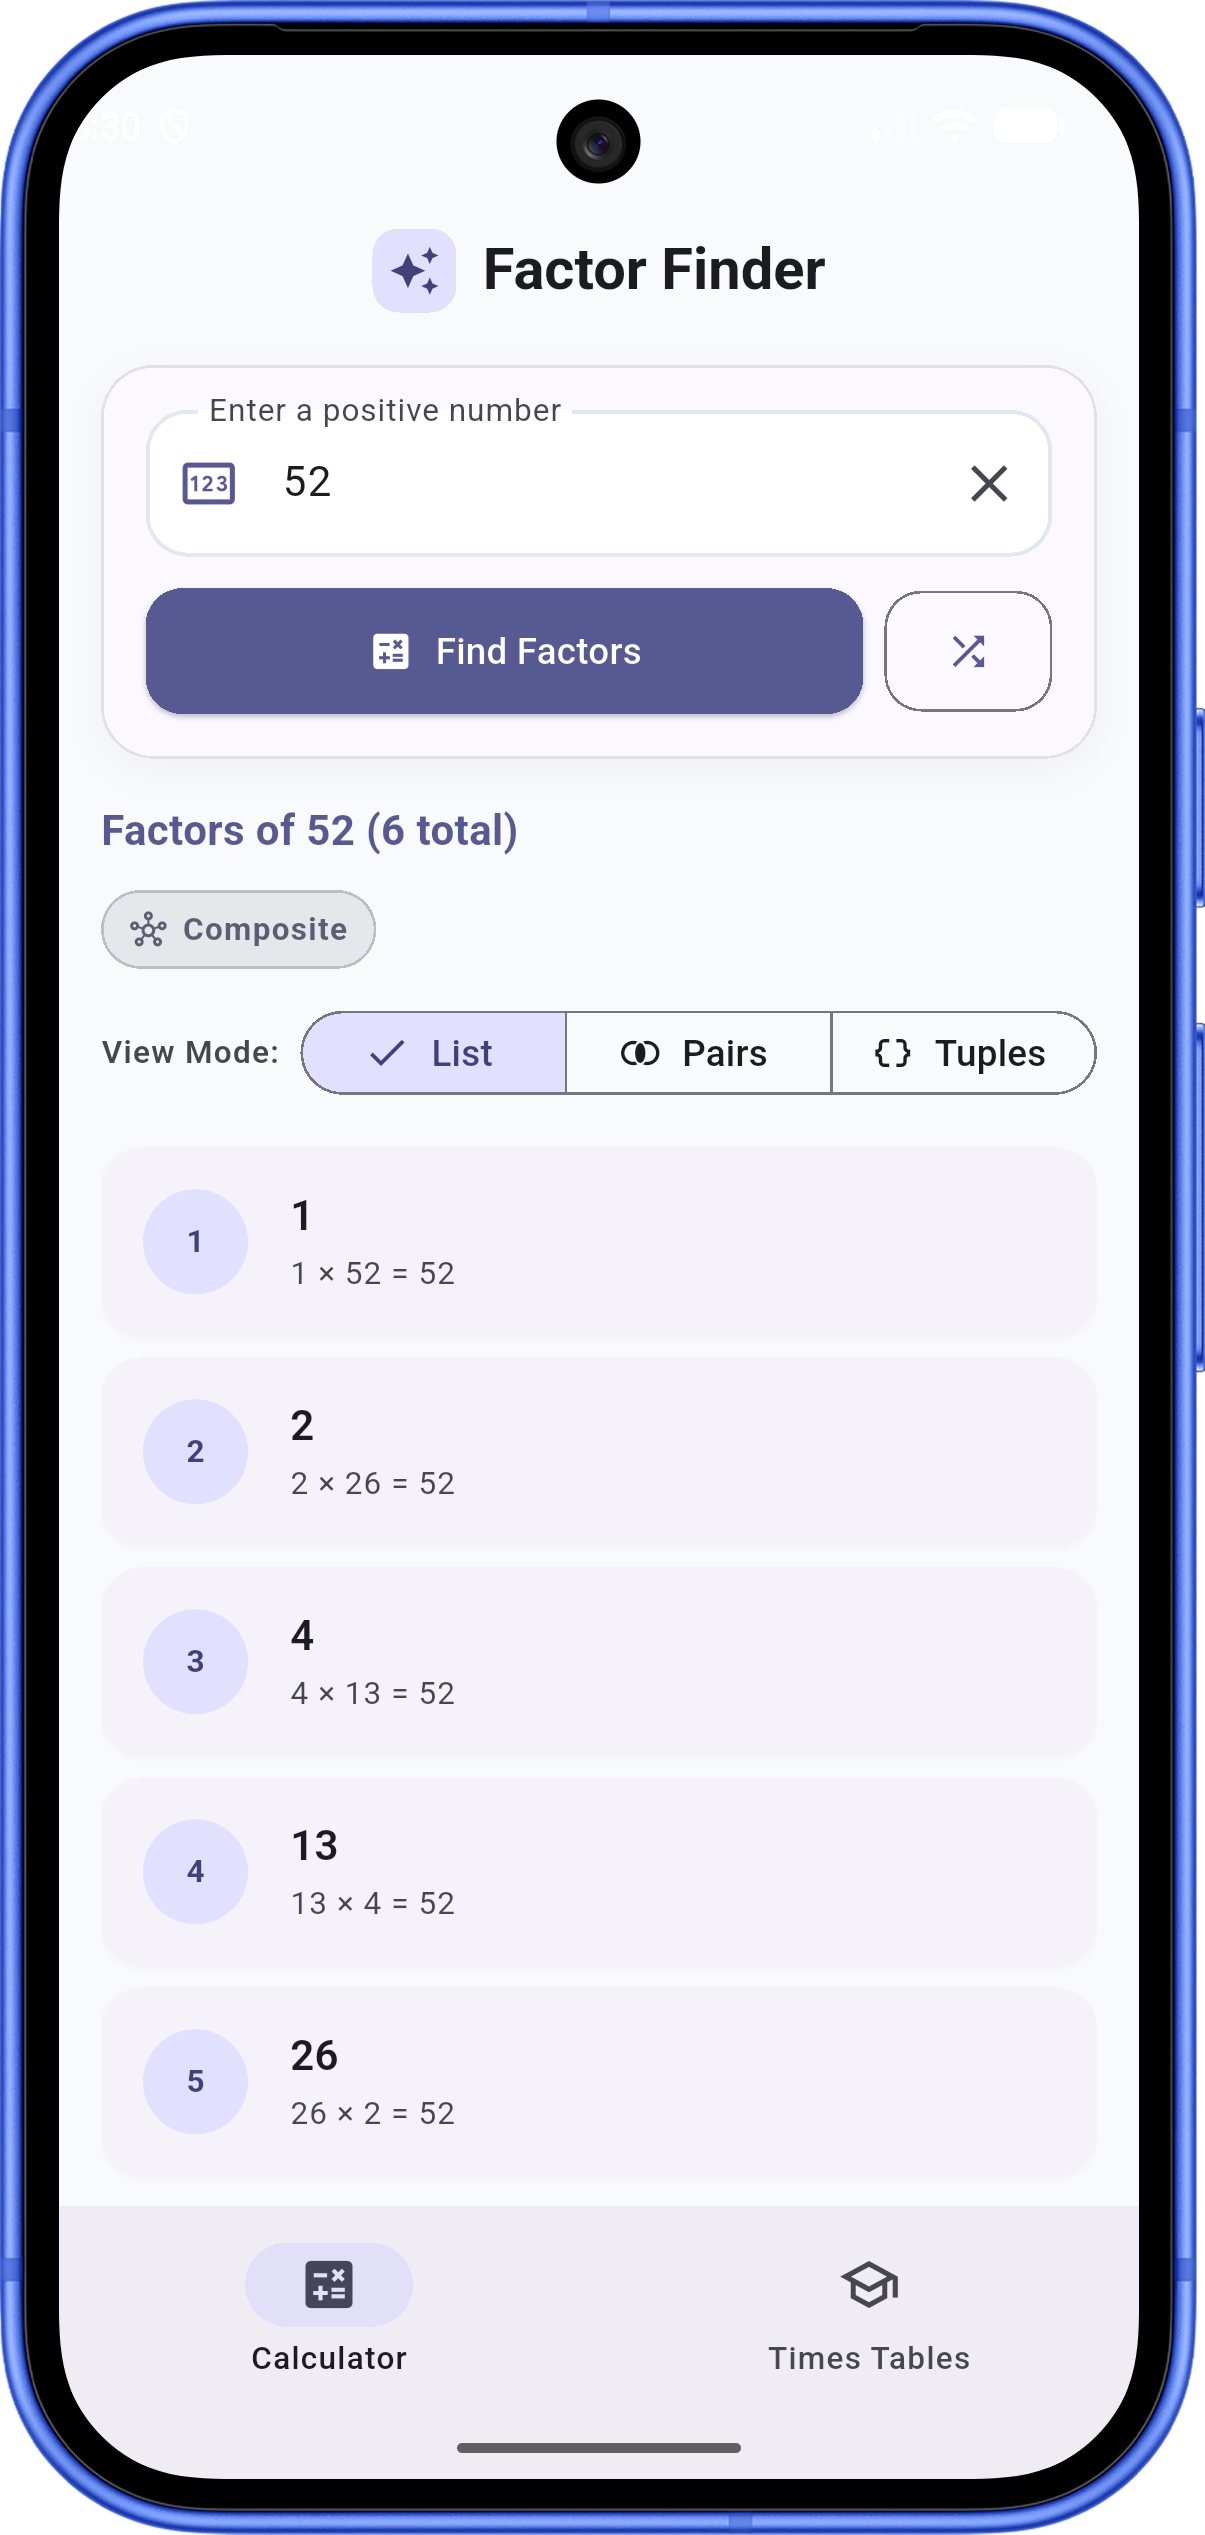 :30
Factor Finder
Enter a positive number
123
52
Find Factors
Factors of 52 (6 total)
Composite
View Mode:
List
Pairs
Tuples
1
1
1 × 52 = 52
2
2
2 × 26 = 52
3
4
4 × 13 = 52
4
13
13 × 4 = 52
5
26
26 × 2 = 52
Calculator
Times Tables